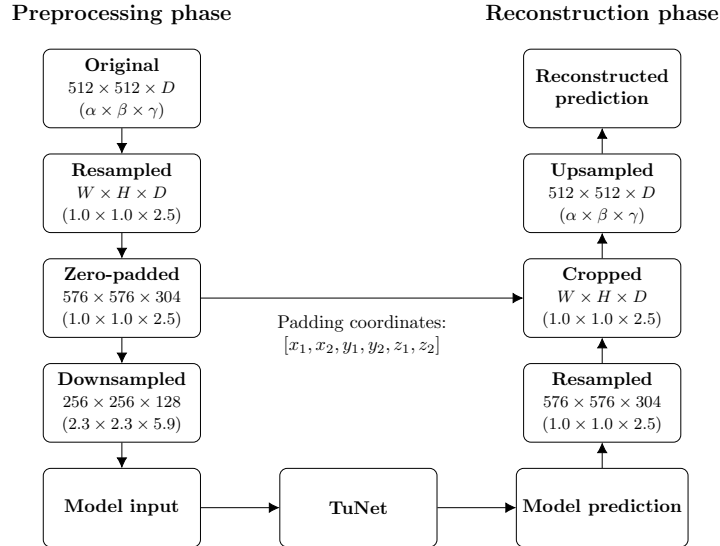 Preprocessing phase
Original
512 × 512 × D
(α × β × γ)
Resampled
W × H × D
(1.0 × 1.0 × 2.5)
Zero-padded
576 × 576 × 304
(1.0 × 1.0 × 2.5)
Downsampled
256 × 256 × 128
(2.3 × 2.3 × 5.9)
Model input
Padding coordinates:
[x₁, x₂, y₁, y₂, z₁, z₂]
TuNet
Reconstruction phase
Reconstructed
prediction
Upsampled
512 × 512 × D
(α × β × γ)
Cropped
W × H × D
(1.0 × 1.0 × 2.5)
Resampled
576 × 576 × 304
(1.0 × 1.0 × 2.5)
Model prediction